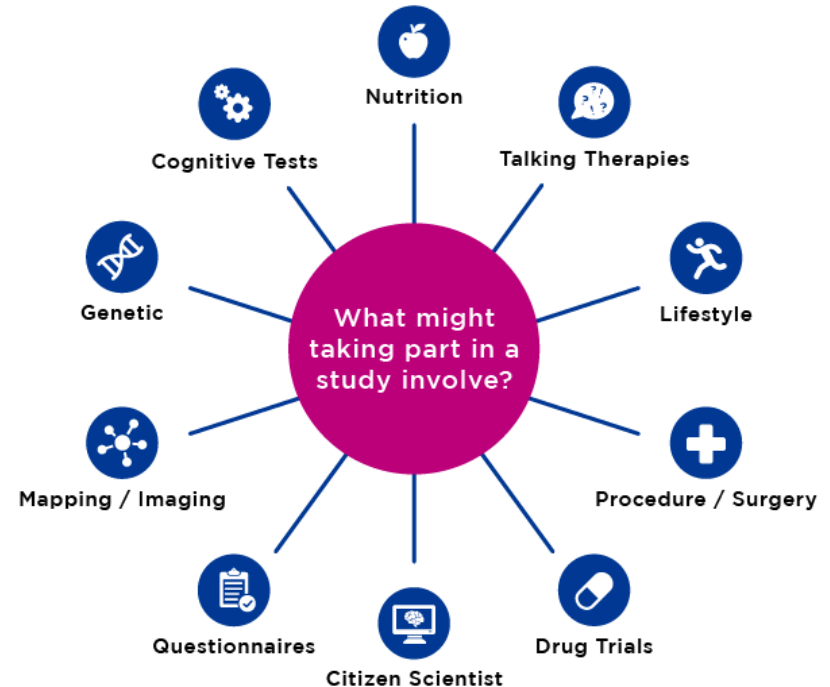 Nutrition
Talking Therapies
Lifestyle
Procedure / Surgery
Drug Trials
Citizen Scientist
Questionnaires
Mapping / Imaging
Genetic
Cognitive Tests
What might
taking part in a
study involve?